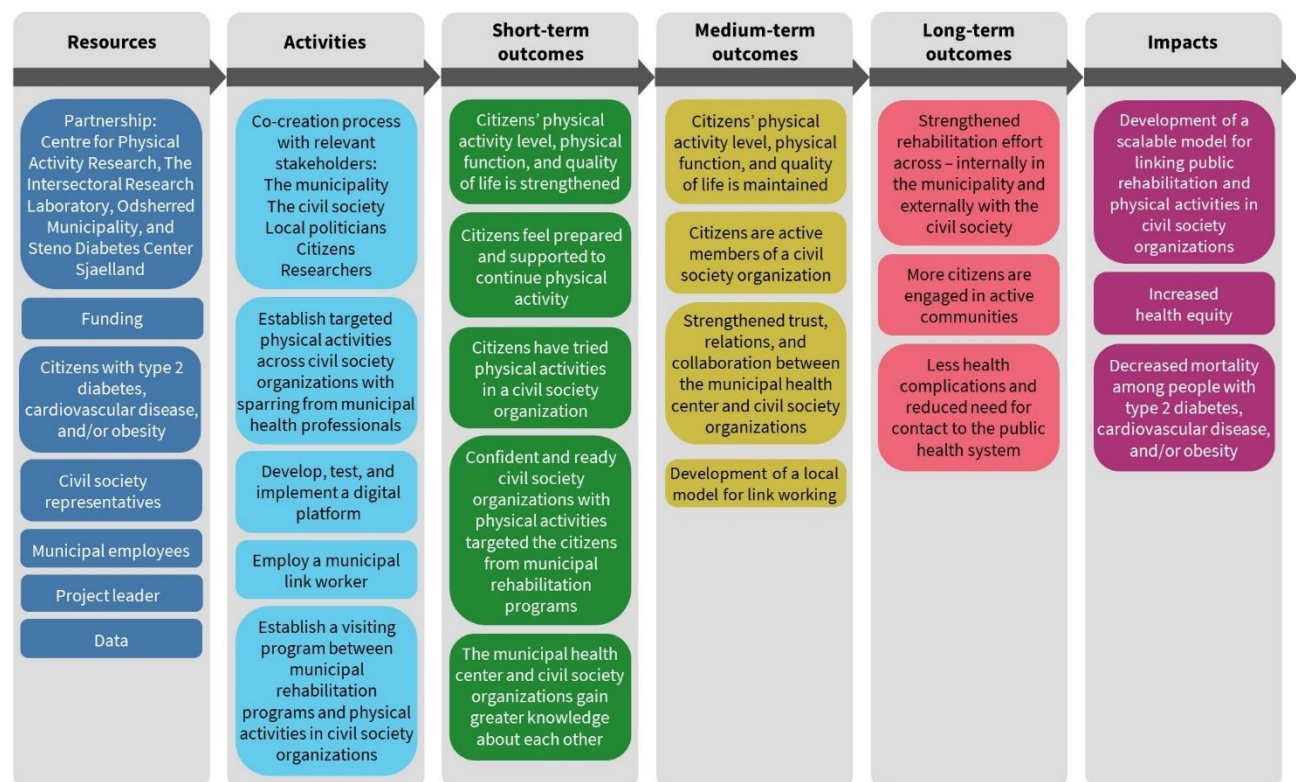 Resources
Activities
Short-term
outcomes
Medium-term
outcomes
Long-term
outcomes
Impacts
Partnership:
Centre for Physical
Activity Research, The
Intersectoral Research
Laboratory, Odsherred
Municipality, and
Steno Diabetes Center
Sjaelland
Funding
Citizens with type 2
diabetes,
cardiovascular disease,
and/or obesity
Civil society
representatives
Municipal employees
Project leader
Data
Co-creation process
with relevant
stakeholders:
The municipality
The civil society
Local politicians
Citizens
Researchers
Establish targeted
physical activities
across civil society
organizations with
sparring from municipal
health professionals
Develop, test, and
implement a digital
platform
Employ a municipal
link worker
Establish a visiting
program between
municipal
rehabilitation
programs and physical
activities in civil society
organizations
Citizens’ physical
activity level, physical
function, and quality
of life is strengthened
Citizens feel prepared
and supported to
continue physical
activity
Citizens have tried
physical activities
in a civil society
organization
Confident and ready
civil society
organizations with
physical activities
targeted the citizens
from municipal
rehabilitation
programs
The municipal health
center and civil society
organizations gain
greater knowledge
about each other
Citizens’ physical
activity level, physical
function, and quality
of life is maintained
Citizens are active
members of a civil
society organization
Strengthened trust,
relations, and
collaboration between
the municipal health
center and civil society
organizations
Development of a local
model for link working
Strengthened
rehabilitation effort
across – internally in
the municipality and
externally with the
civil society
More citizens are
engaged in active
communities
Less health
complications and
reduced need for
contact to the public
health system
Development of a
scalable model for
linking public
rehabilitation and
physical activities in
civil society
organizations
Increased
health equity
Decreased mortality
among people with
type 2 diabetes,
cardiovascular disease,
and/or obesity